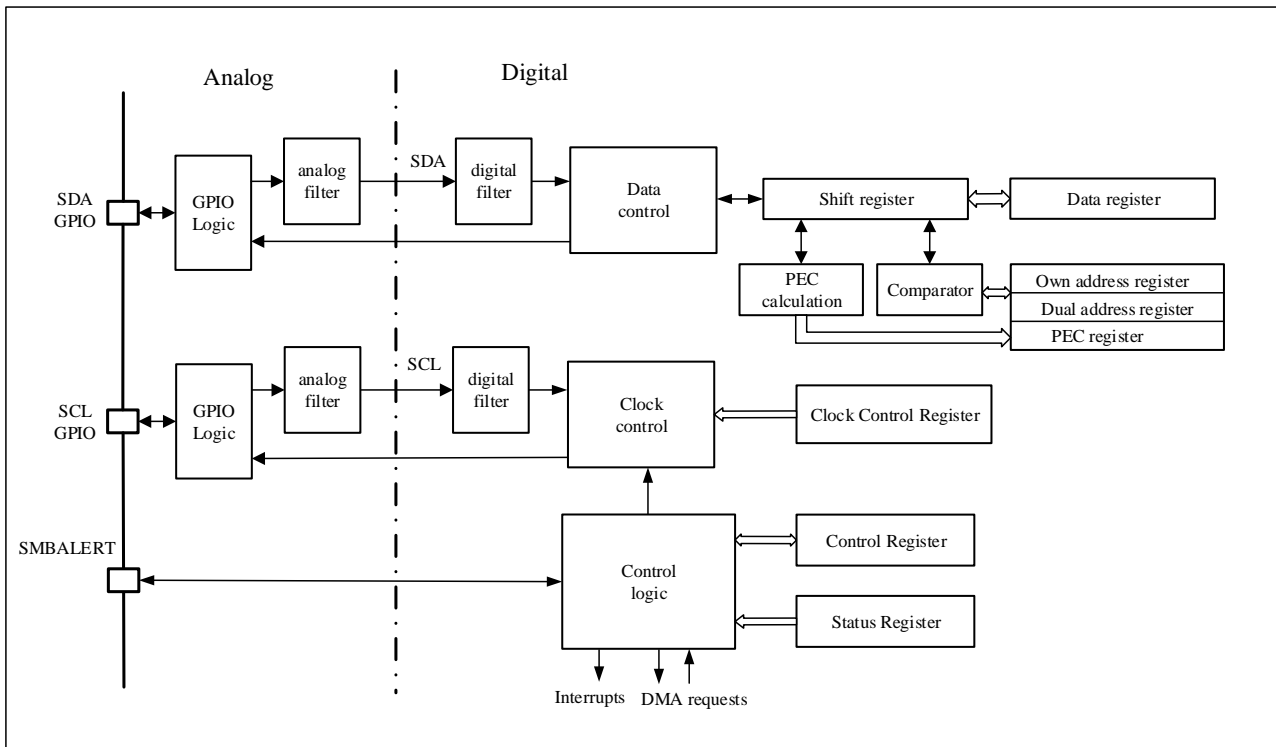 Analog
Digital
SDA
GPIO
GPIO
Logic
analog
filter
SDA
digital
filter
Data
control
Shift register
Data register
PEC
calculation
Comparator
Own address register
Dual address register
PEC register
SCL
GPIO
GPIO
Logic
analog
filter
SCL
digital
filter
Clock
control
Clock Control Register
SMBALERT
Control
logic
Control Register
Status Register
Interrupts
DMA requests